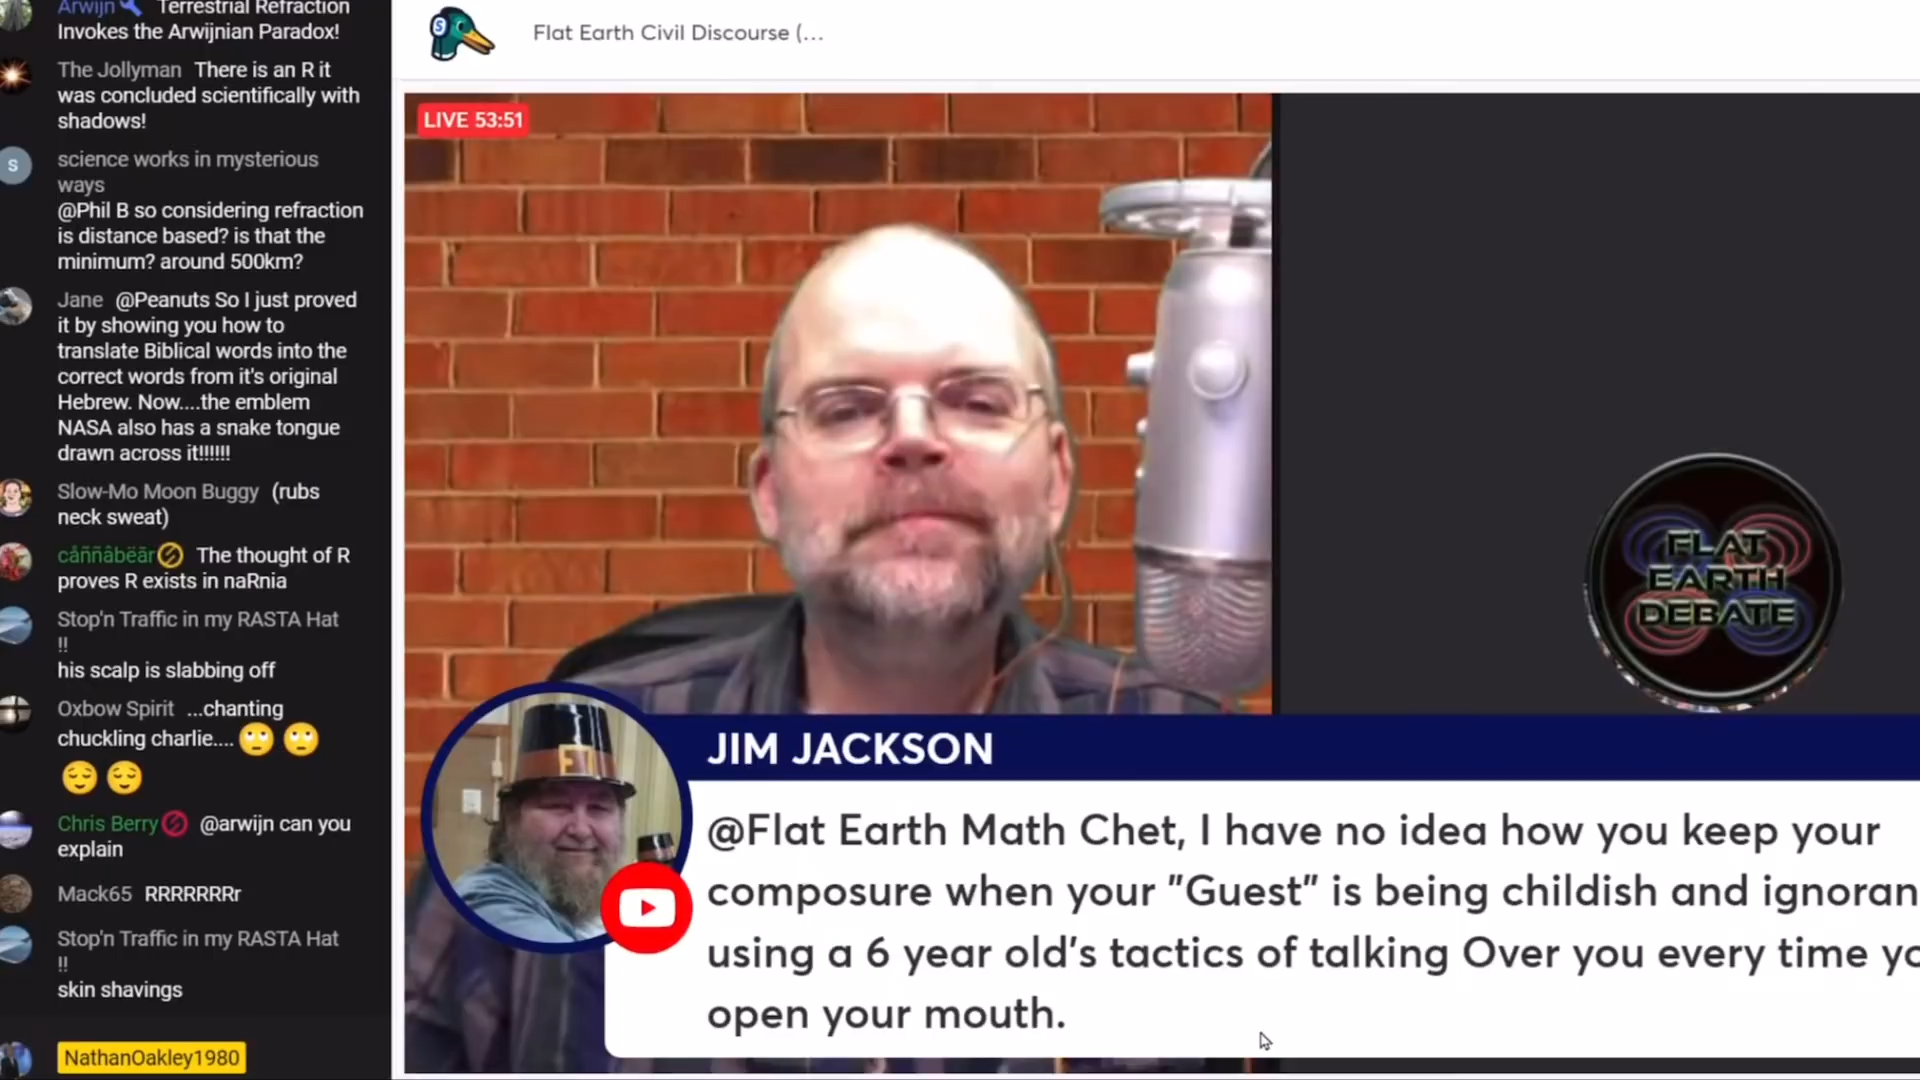 Arwijn Terrestrial Refraction
Invokes the Arwijnian Paradox!
The Jollyman There is an R it
was concluded scientifically with
shadows!
S
science works in mysterious
ways
@Phil B so considering refraction
is distance based? is that the
minimum? around 500km?
Jane @Peanuts So I just proved
it by showing you how to
translate Biblical words into the
correct words from it's original
Hebrew. Now....the emblem
NASA also has a snake tongue
drawn across it!!!!!!
Slow-Mo Moon Buggy (rubs
neck sweat)
cåññâbëãr The thought of R
proves R exists in naRnia
Stop'n Traffic in my RASTA Hat
!!
his scalp is slabbing off
Oxbow Spirit ...chanting
chuckling charlie.... 🙄 🙄
😌 😌
Chris Berry @arwijn can you
explain
Mack65 RRRRRRRr
Stop'n Traffic in my RASTA Hat
!!
skin shavings
NathanOakley1980
S
Flat Earth Civil Discourse (...
LIVE 53:51
FLAT
EARTH
DEBATE
JIM JACKSON
@Flat Earth Math Chet, I have no idea how you keep your
composure when your "Guest" is being childish and ignoran
using a 6 year old's tactics of talking Over you every time yo
open your mouth.